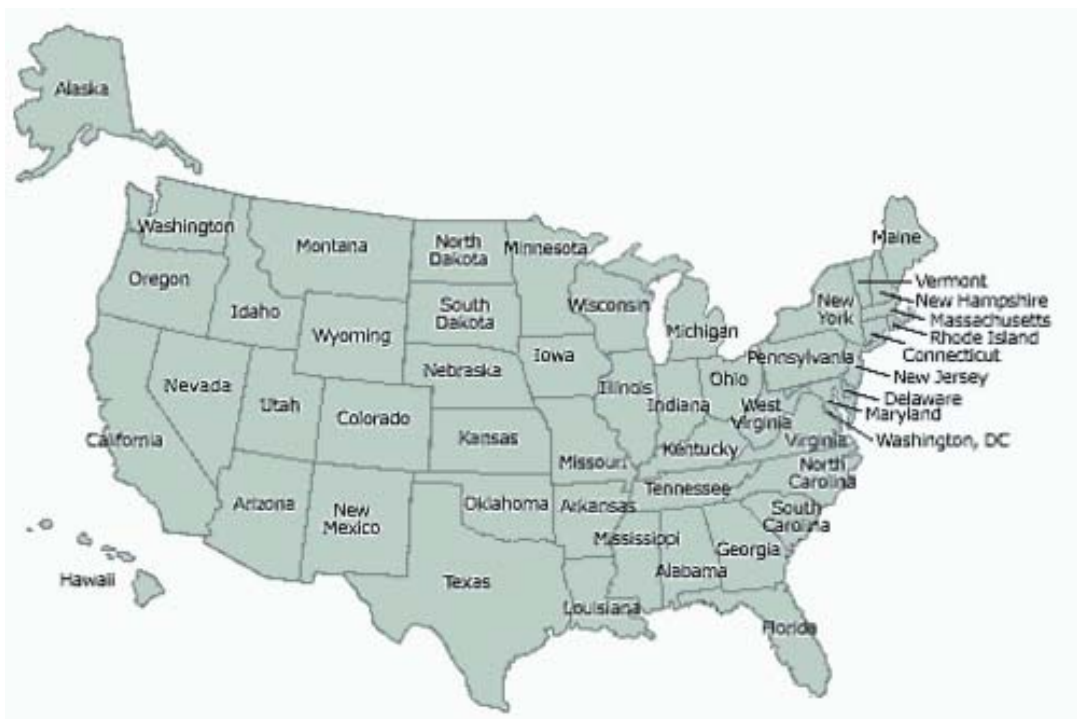 Alaska
Washington
Montana
North
Dakota
Minnesota
Maine
Oregon
Idaho
Wyoming
South
Dakota
Wisconsin
Michigan
New
York
Vermont
New Hampshire
Massachusetts
Rhode Island
Connecticut
New Jersey
Delaware
Maryland
Washington, DC
Nevada
Utah
Colorado
Nebraska
Iowa
Illinois
Indiana
Ohio
Pennsylvania
West
Virginia
Virginia
California
Kansas
Missouri
Kentucky
North
Carolina
Tennessee
Arizona
New
Mexico
Oklahoma
Arkansas
South
Carolina
Mississippi
Georgia
Alabama
Hawaii
Texas
Louisiana
Florida